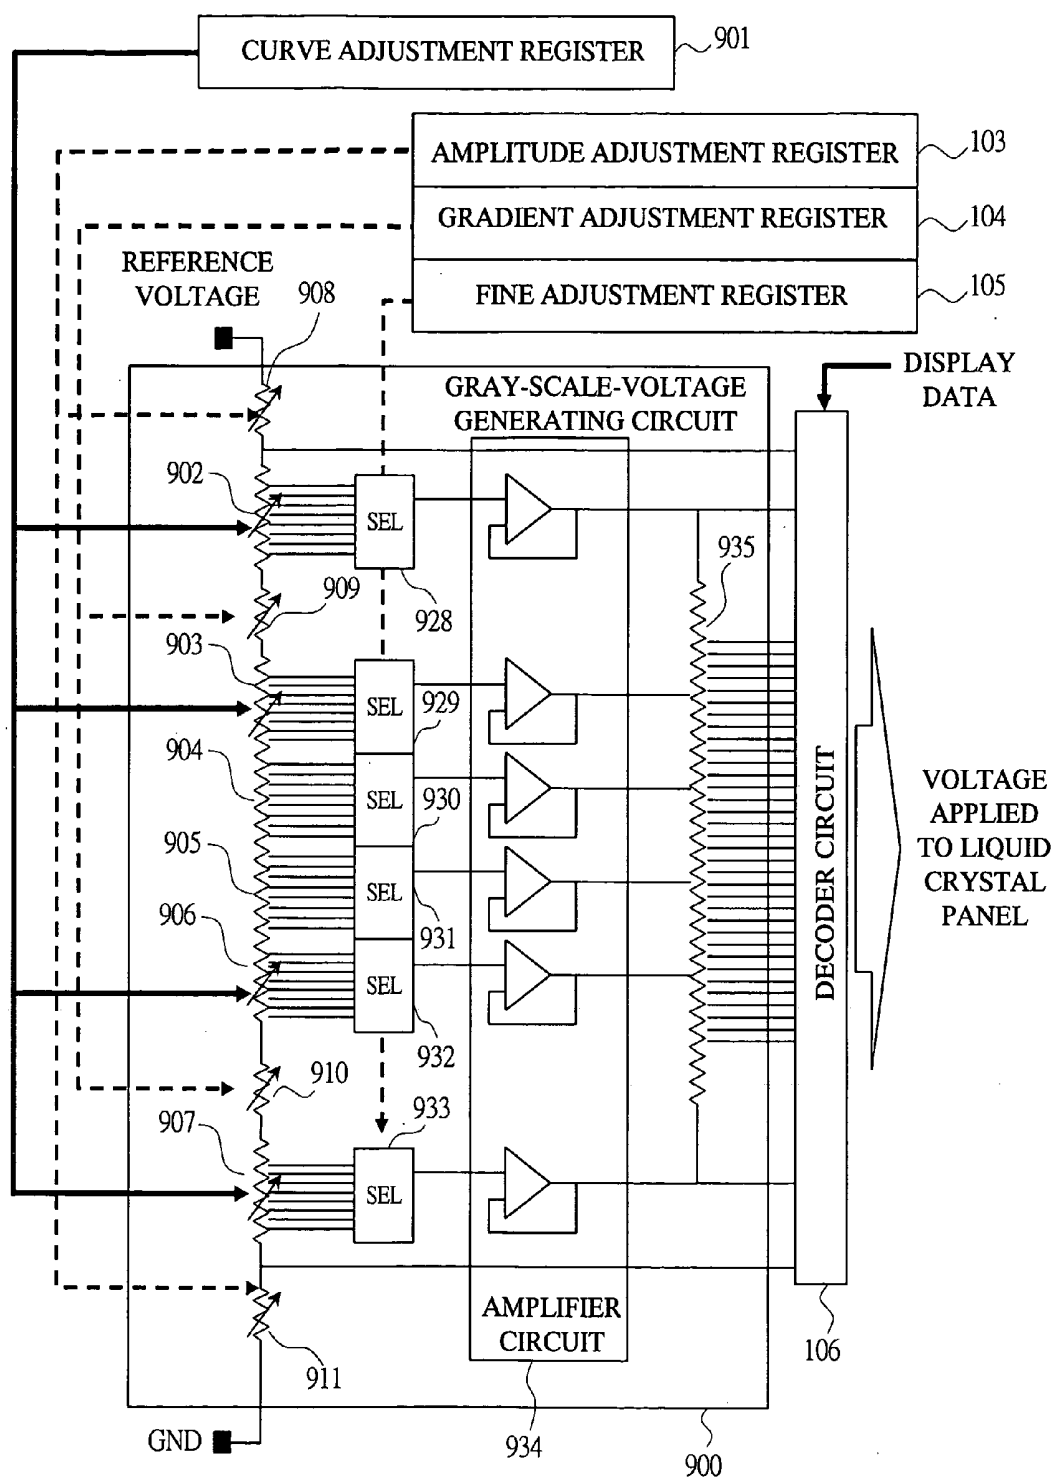 CURVE ADJUSTMENT REGISTER
901
AMPLITUDE ADJUSTMENT REGISTER
103
GRADIENT ADJUSTMENT REGISTER
104
FINE ADJUSTMENT REGISTER
105
REFERENCE
VOLTAGE
908
DISPLAY
DATA
GRAY-SCALE-VOLTAGE
GENERATING CIRCUIT
902
SEL
928
935
909
903
SEL
929
904
SEL
930
905
SEL
931
906
SEL
932
910
907
933
SEL
911
AMPLIFIER
CIRCUIT
934
DECODER CIRCUIT
106
VOLTAGE
APPLIED
TO LIQUID
CRYSTAL
PANEL
GND
900